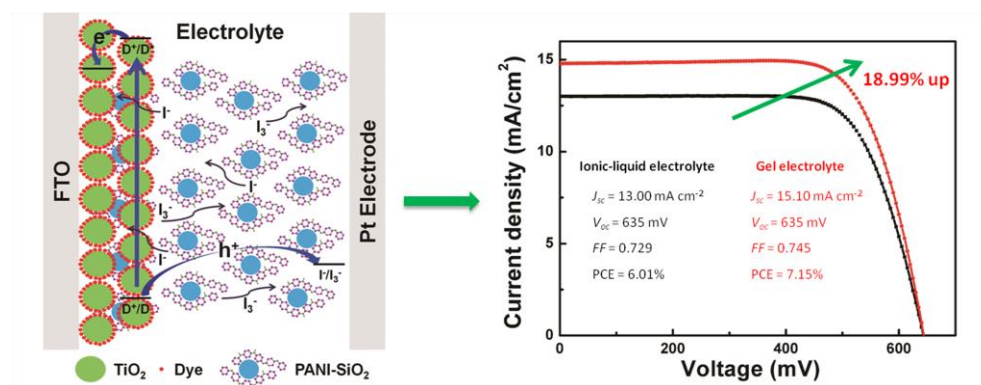 Electrolyte
e⁻
D⁺/D*
I⁻
I₃⁻
I⁻
I₃⁻
I⁻
h⁺
I⁻/I₃⁻
D⁺/D
I₃⁻
FTO
Pt Electrode
TiO₂
Dye
PANI-SiO₂
Current density (mA/cm²)
15
10
5
0
0
200
400
600
Voltage (mV)
18.99% up
Ionic-liquid electrolyte
Jsc = 13.00 mA cm⁻²
Voc = 635 mV
FF = 0.729
PCE = 6.01%
Gel electrolyte
Jsc = 15.10 mA cm⁻²
Voc = 635 mV
FF = 0.745
PCE = 7.15%